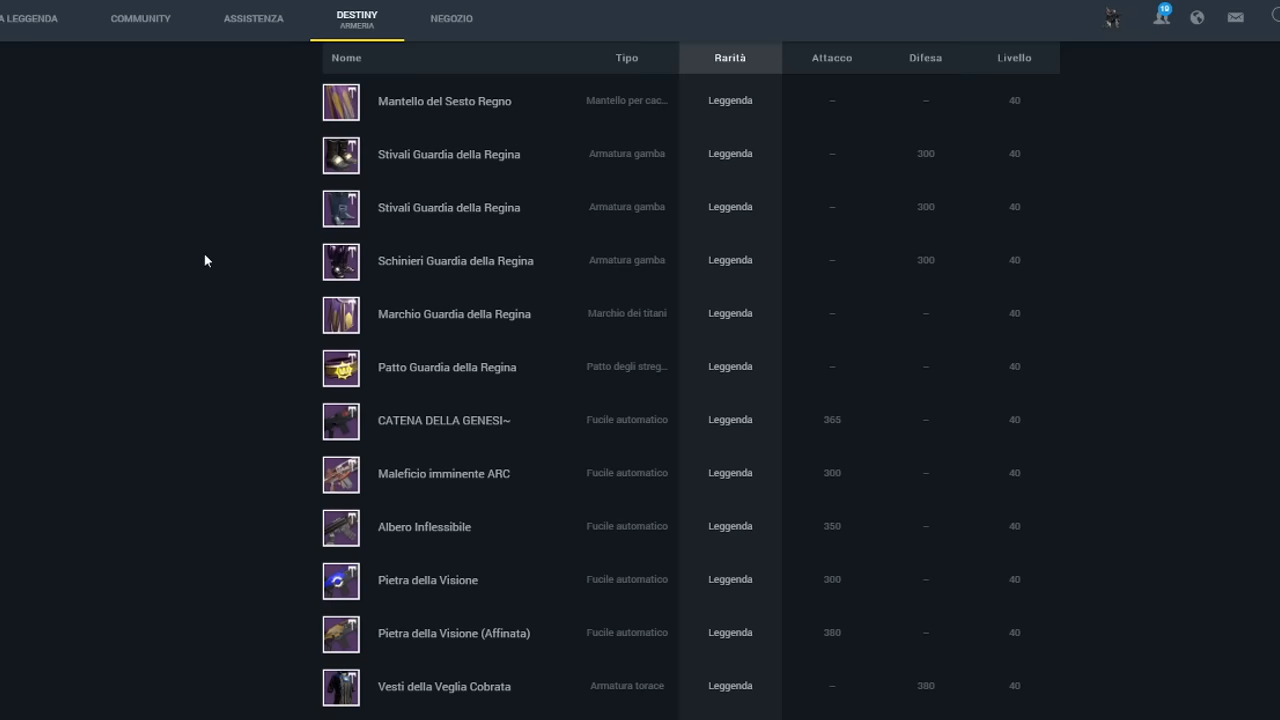 A LEGGENDA COMMUNITY ASSISTENZA DESTINY NEGOZIO 19
ARMERIA
Nome Tipo Rarità Attacco Difesa Livello
Mantello del Sesto Regno Mantello per cac... Leggenda – – 40
Stivali Guardia della Regina Armatura gamba Leggenda – 300 40
Stivali Guardia della Regina Armatura gamba Leggenda – 300 40
Schinieri Guardia della Regina Armatura gamba Leggenda – 300 40
Marchio Guardia della Regina Marchio dei titani Leggenda – – 40
Patto Guardia della Regina Patto degli streg... Leggenda – – 40
CATENA DELLA GENESI~ Fucile automatico Leggenda 365 – 40
Maleficio imminente ARC Fucile automatico Leggenda 300 – 40
Albero Inflessibile Fucile automatico Leggenda 350 – 40
Pietra della Visione Fucile automatico Leggenda 300 – 40
Pietra della Visione (Affinata) Fucile automatico Leggenda 380 – 40
Vesti della Veglia Cobrata Armatura torace Leggenda – 380 40